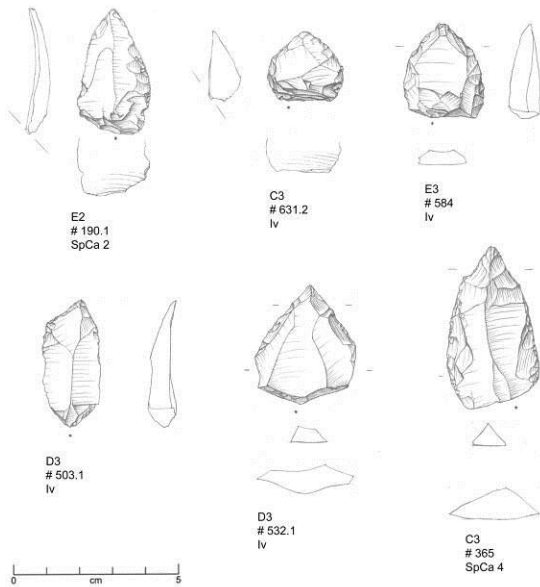 E2
# 190.1
SpCa 2
C3
# 631.2
Iv
E3
# 584
Iv
D3
# 503.1
Iv
D3
# 532.1
Iv
C3
# 365
SpCa 4
0 cm 5